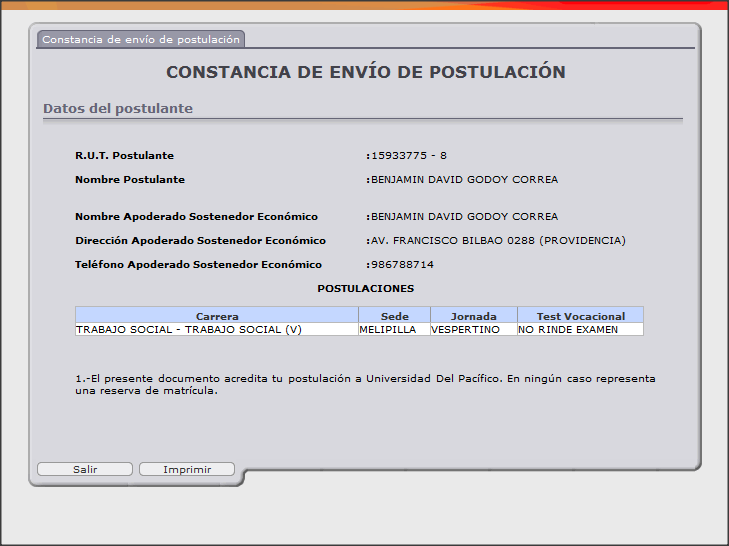 Constancia de envío de postulación
CONSTANCIA DE ENVÍO DE POSTULACIÓN
Datos del postulante
R.U.T. Postulante :15933775 - 8
Nombre Postulante :BENJAMIN DAVID GODOY CORREA
Nombre Apoderado Sostenedor Económico :BENJAMIN DAVID GODOY CORREA
Dirección Apoderado Sostenedor Económico :AV. FRANCISCO BILBAO 0288 (PROVIDENCIA)
Teléfono Apoderado Sostenedor Económico :986788714
POSTULACIONES
Carrera Sede Jornada Test Vocacional
TRABAJO SOCIAL - TRABAJO SOCIAL (V) MELIPILLA VESPERTINO NO RINDE EXAMEN
1.-El presente documento acredita tu postulación a Universidad Del Pacífico. En ningún caso representa
una reserva de matrícula.
Salir Imprimir